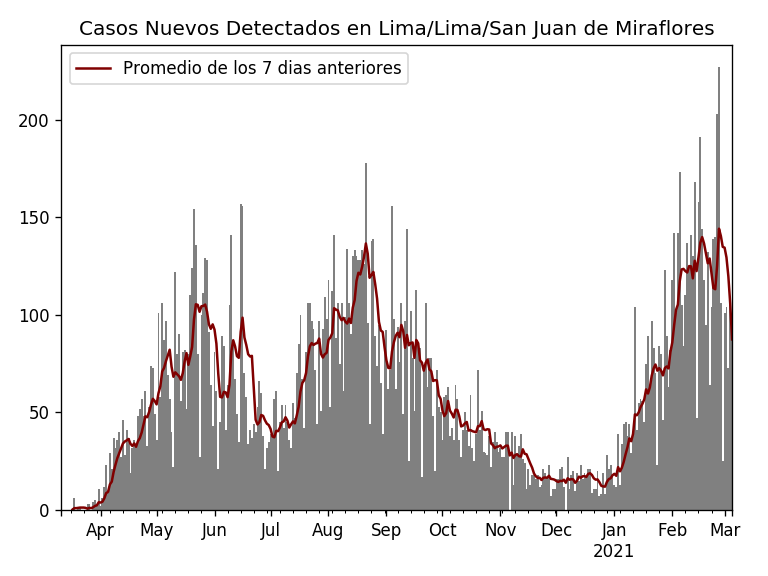 Casos Nuevos Detectados en Lima/Lima/San Juan de Miraflores
Promedio de los 7 dias anteriores
200
150
100
50
0
Apr May Jun Jul Aug Sep Oct Nov Dec Jan Feb Mar
2021